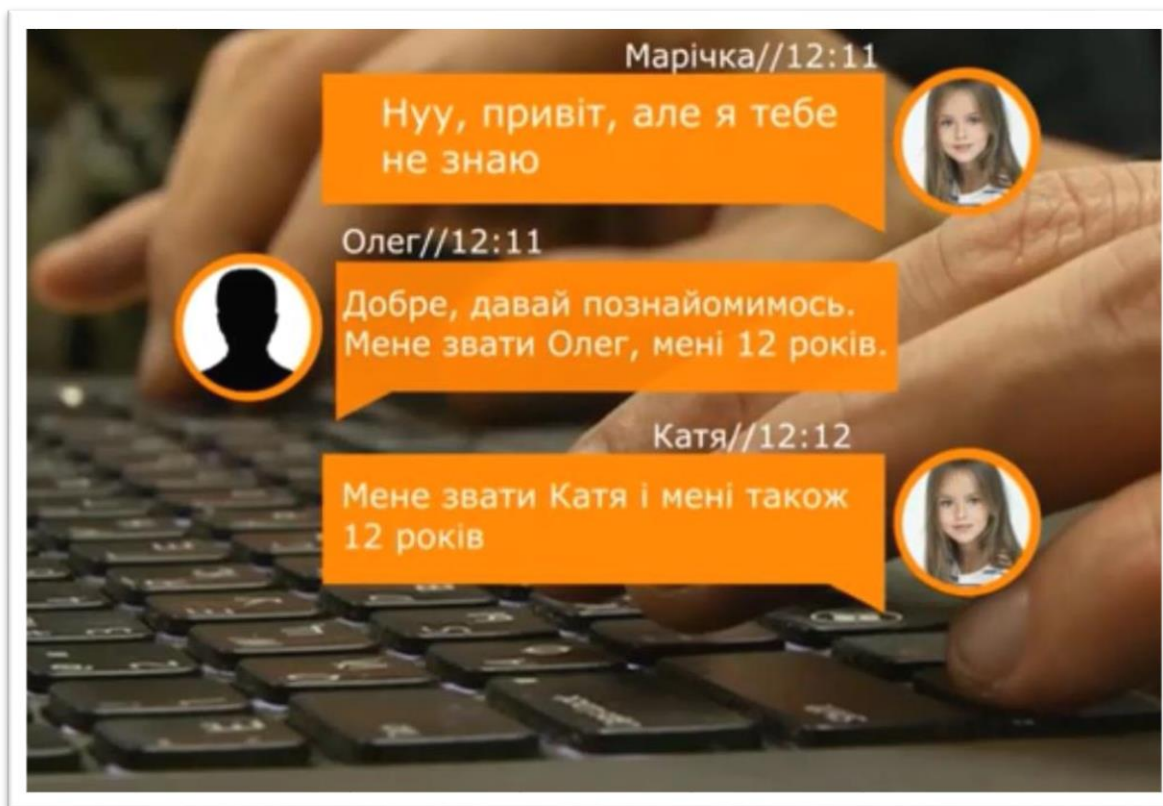 Марічка//12:11
Нуу, привіт, але я тебе
не знаю
Олег//12:11
Добре, давай познайомимось.
Мене звати Олег, мені 12 років.
Катя//12:12
Мене звати Катя і мені також
12 років